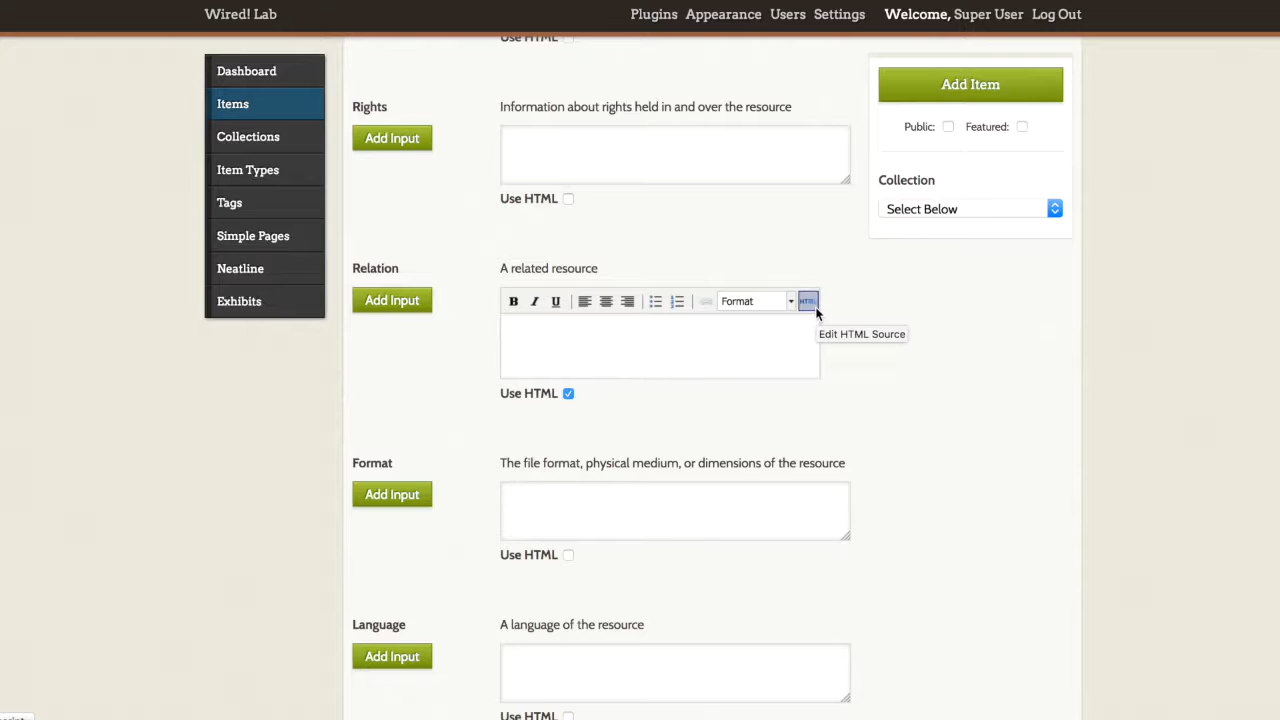 Wired! Lab
Plugins Appearance Users Settings Welcome, Super User Log Out
Dashboard
Items
Collections
Item Types
Tags
Simple Pages
Neatline
Exhibits
Use HTML
Rights
Add Input
Information about rights held in and over the resource
Use HTML
Relation
Add Input
A related resource
B I U Format HTML
Edit HTML Source
Use HTML
Format
Add Input
The file format, physical medium, or dimensions of the resource
Use HTML
Language
Add Input
A language of the resource
Use HTML
Add Item
Public: Featured:
Collection
Select Below